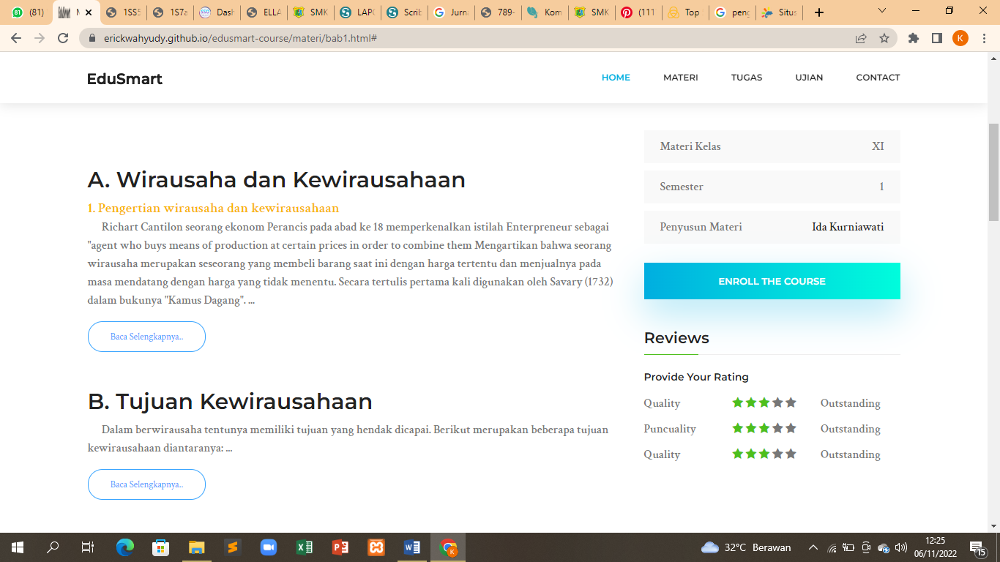 (81)
1SS5
1S7a
SSO
Dash
ELLA
SMK
LAPO
Scrib
Jurna
789-
Kom
SMK
(111
Top
peng
Situs
erickwahyudy.github.io/edusmart-course/materi/bab1.html#
K
EduSmart
HOME MATERI TUGAS UJIAN CONTACT
A. Wirausaha dan Kewirausahaan
1. Pengertian wirausaha dan kewirausahaan
Richart Cantilon seorang ekonom Perancis pada abad ke 18 memperkenalkan istilah Enterpreneur sebagai
"agent who buys means of production at certain prices in order to combine them Mengartikan bahwa seorang
wirausaha merupakan seseorang yang membeli barang saat ini dengan harga tertentu dan menjualnya pada
masa mendatang dengan harga yang tidak menentu. Secara tertulis pertama kali digunakan oleh Savary (1732)
dalam bukunya "Kamus Dagang". ...
Baca Selengkapnya..
B. Tujuan Kewirausahaan
Dalam berwirausaha tentunya memiliki tujuan yang hendak dicapai. Berikut merupakan beberapa tujuan
kewirausahaan diantaranya: ...
Baca Selengkapnya..
Materi Kelas XI
Semester 1
Penyusun Materi Ida Kurniawati
ENROLL THE COURSE
Reviews
Provide Your Rating
Quality Outstanding
Puncuality Outstanding
Quality Outstanding
32°C Berawan
12:25
06/11/2022
15